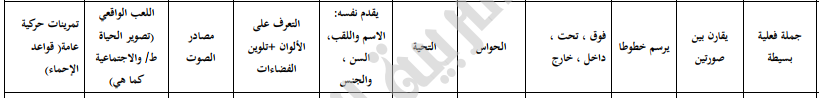 جملة فعلية
بسيطة
يقارن بين
صورتين
يرسم خطوطا
فوق ، تحت ،
داخل ، خارج
الحواس
التحية
يقدم نفسه:
الاسم واللقب،
السن ،
والجنس
التعرف على
الألوان +تلوين
الفضاءات
مصادر
الصوت
اللعب الواقعي
(تصوير الحياة
ط/ والاجتماعية
كما هي)
تمرينات حركية
عامة( قواعد
الإحماء)